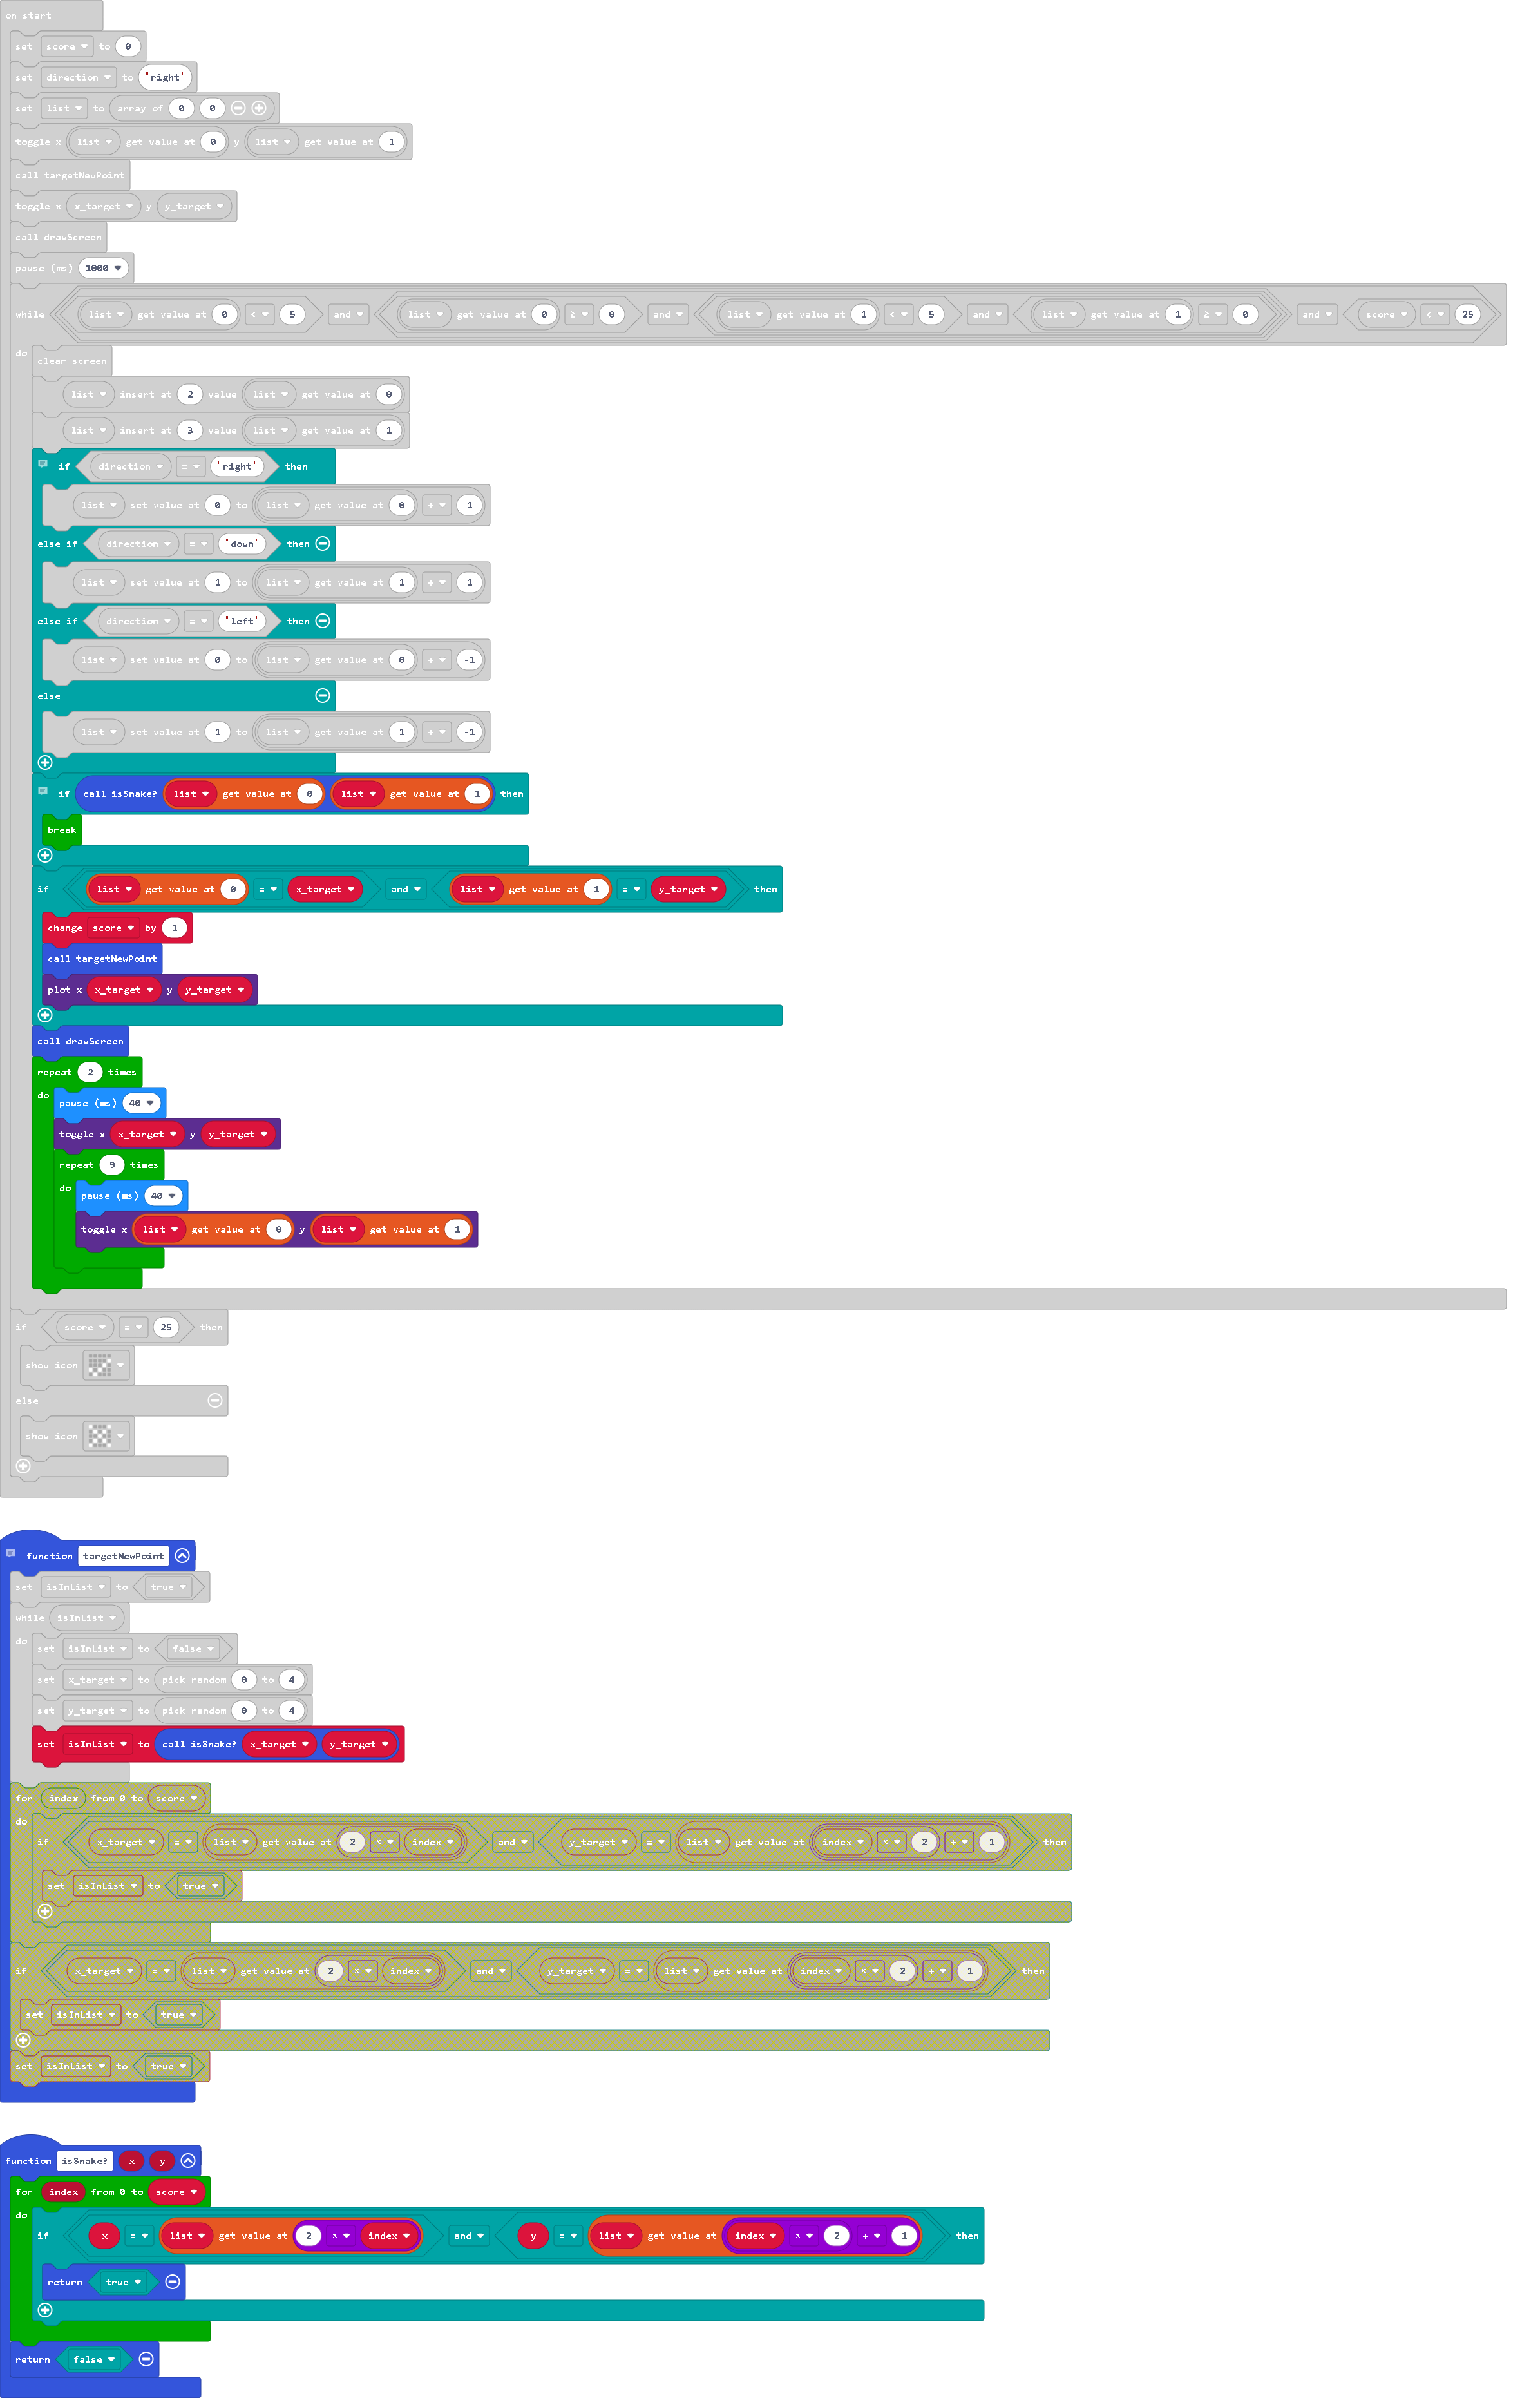 on start
set score to 0
set direction to "right"
set list to array of 0 0
toggle x list get value at 0 y list get value at 1
call targetNewPoint
toggle x x_target y y_target
call drawScreen
pause (ms) 1000
while list get value at 0 < 5 and list get value at 0 ≥ 0 and list get value at 1 < 5 and list get value at 1 ≥ 0 and score < 25
do
clear screen
list insert at 2 value list get value at 0
list insert at 3 value list get value at 1
if direction = "right" then
list set value at 0 to list get value at 0 + 1
else if direction = "down" then
list set value at 1 to list get value at 1 + 1
else if direction = "left" then
list set value at 0 to list get value at 0 + -1
else
list set value at 1 to list get value at 1 + -1
if call isSnake? list get value at 0 list get value at 1 then
break
if list get value at 0 = x_target and list get value at 1 = y_target then
change score by 1
call targetNewPoint
plot x x_target y y_target
call drawScreen
repeat 2 times
do
pause (ms) 40
toggle x x_target y y_target
repeat 9 times
do
pause (ms) 40
toggle x list get value at 0 y list get value at 1
if score = 25 then
show icon
else
show icon
function targetNewPoint
set isInList to true
while isInList
do
set isInList to false
set x_target to pick random 0 to 4
set y_target to pick random 0 to 4
set isInList to call isSnake? x_target y_target
for index from 0 to score
do
if x_target = list get value at 2 × index and y_target = list get value at index × 2 + 1 then
set isInList to true
if x_target = list get value at 2 × index and y_target = list get value at index × 2 + 1 then
set isInList to true
set isInList to true
function isSnake? x y
for index from 0 to score
do
if x = list get value at 2 × index and y = list get value at index × 2 + 1 then
return true
return false